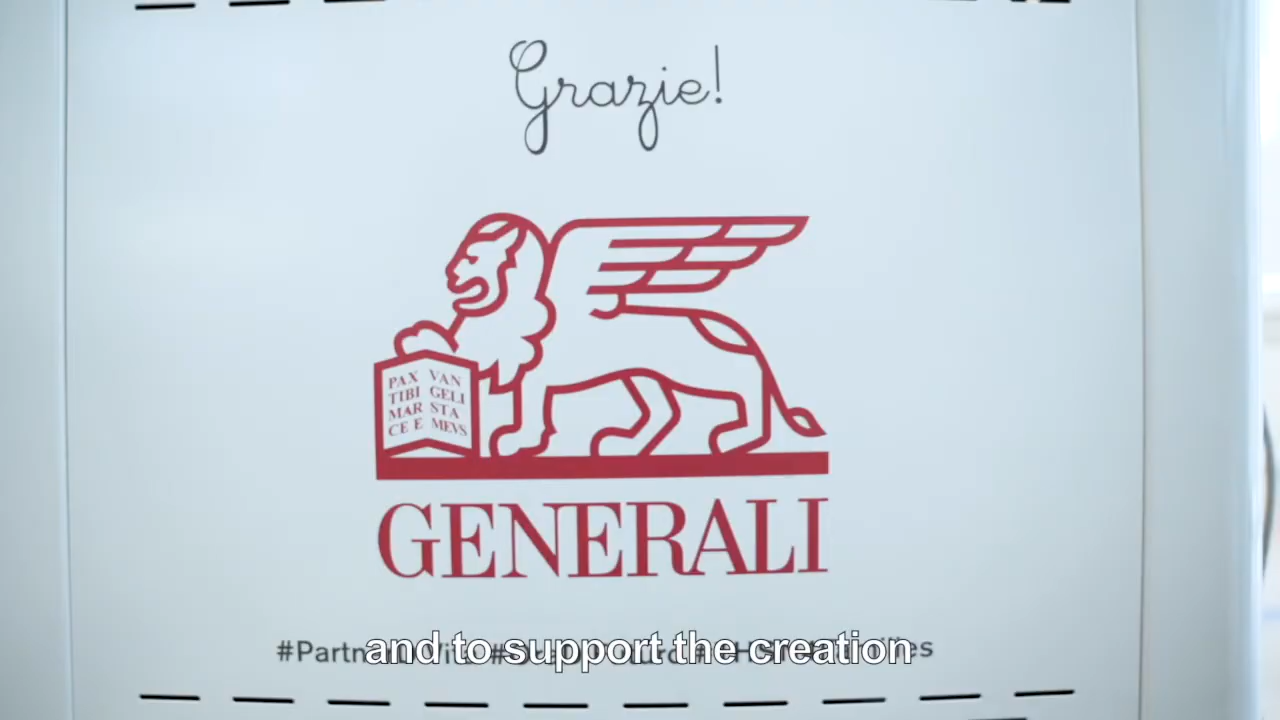 Grazie!
PAX VAN
TIBI GELI
MAR STA
CE E MEVS
GENERALI
and to support the creation